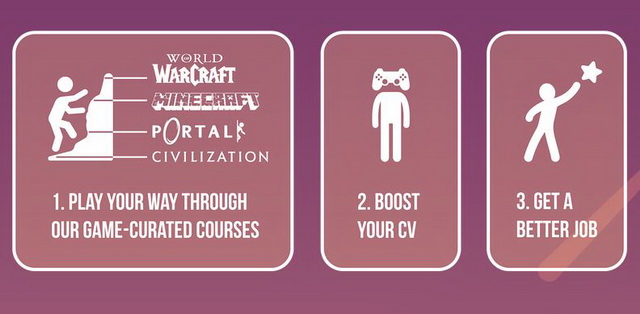 WORLD
OF
WARCRAFT
MINECRAFT
PORTAL
CIVILIZATION
1. PLAY YOUR WAY THROUGH
OUR GAME-CURATED COURSES
2. BOOST
YOUR CV
3. GET A
BETTER JOB